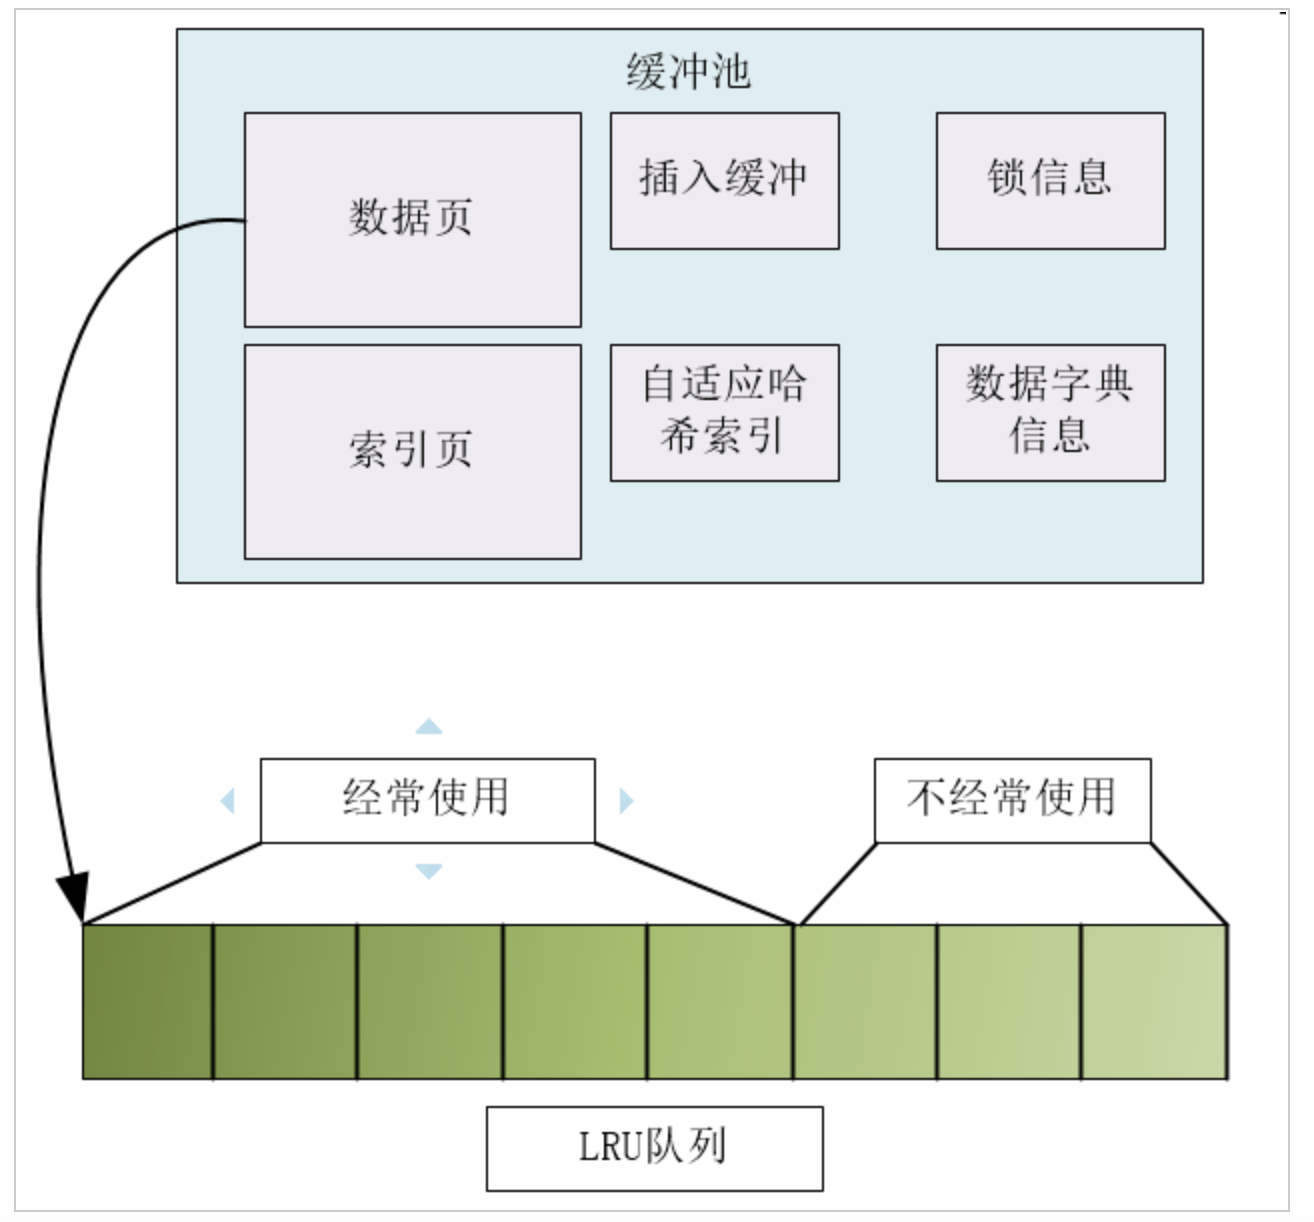 缓冲池
数据页
插入缓冲
锁信息
索引页
自适应哈
希索引
数据字典
信息
经常使用
不经常使用
LRU队列